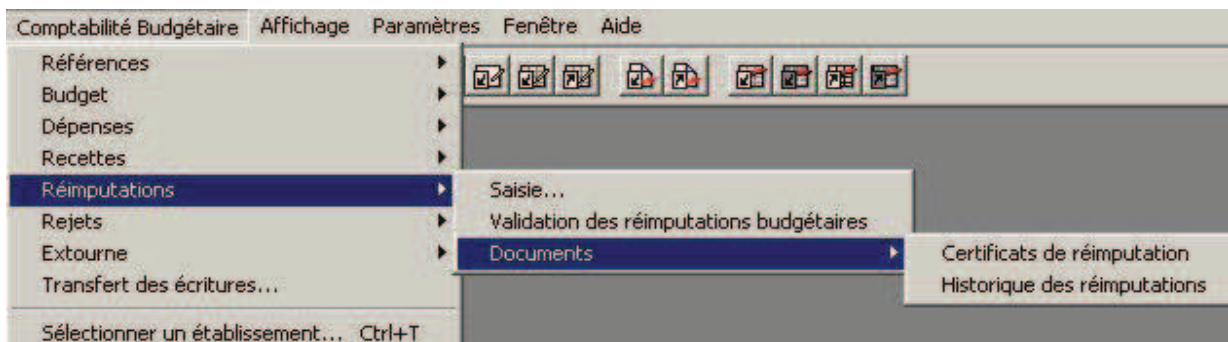 Comptabilité Budgétaire Affichage Paramètres Fenêtre Aide
Références
Budget
Dépenses
Recettes
Réimputations
Saisie...
Rejets
Validation des réimputations budgétaires
Extourne
Documents
Certificats de réimputation
Transfert des écritures...
Historique des réimputations
Sélectionner un établissement... Ctrl+T